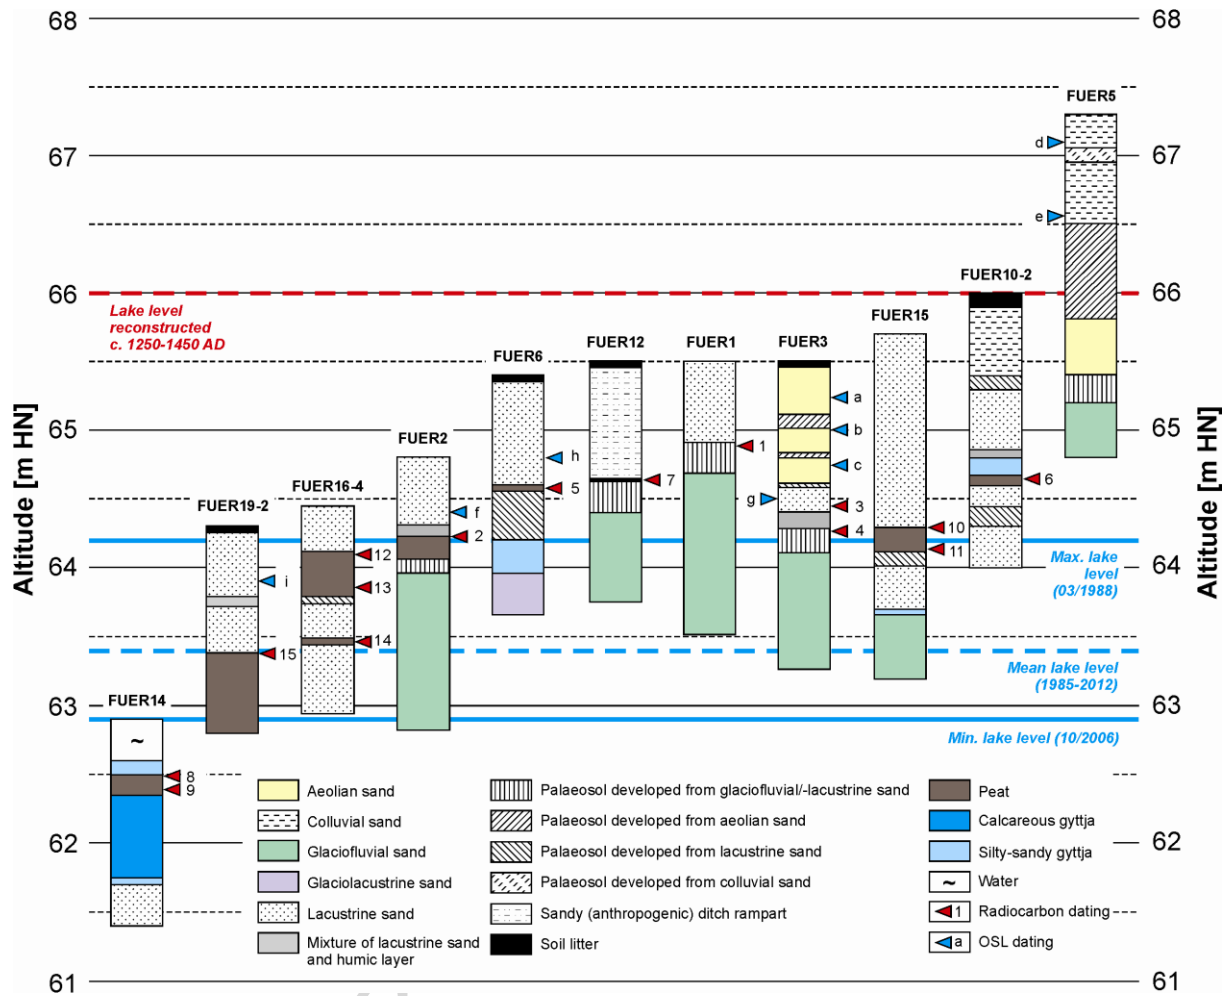 68
68
FUER5
d
67
67
e
FUER10-2
66
66
Lake level
reconstructed
c. 1250-1450 AD
FUER15
FUER6
FUER12
FUER1
FUER3
a
65
b
65
FUER2
1
h
c
5
7
6
FUER19-2
FUER16-4
f
g
3
10
2
4
12
11
Max. lake
level
(03/1988)
64
i
13
64
14
15
Mean lake level
(1985-2012)
FUER14
63
63
~
Min. lake level (10/2006)
8
9
62
62
61
61
Altitude [m HN]
Altitude [m HN]
Aeolian sand
Colluvial sand
Glaciofluvial sand
Glaciolacustrine sand
Lacustrine sand
Mixture of lacustrine sand
and humic layer
Palaeosol developed from glaciofluvial/-lacustrine sand
Palaeosol developed from aeolian sand
Palaeosol developed from lacustrine sand
Palaeosol developed from colluvial sand
Sandy (anthropogenic) ditch rampart
Soil litter
Peat
Calcareous gyttja
Silty-sandy gyttja
~ Water
1 Radiocarbon dating
a OSL dating